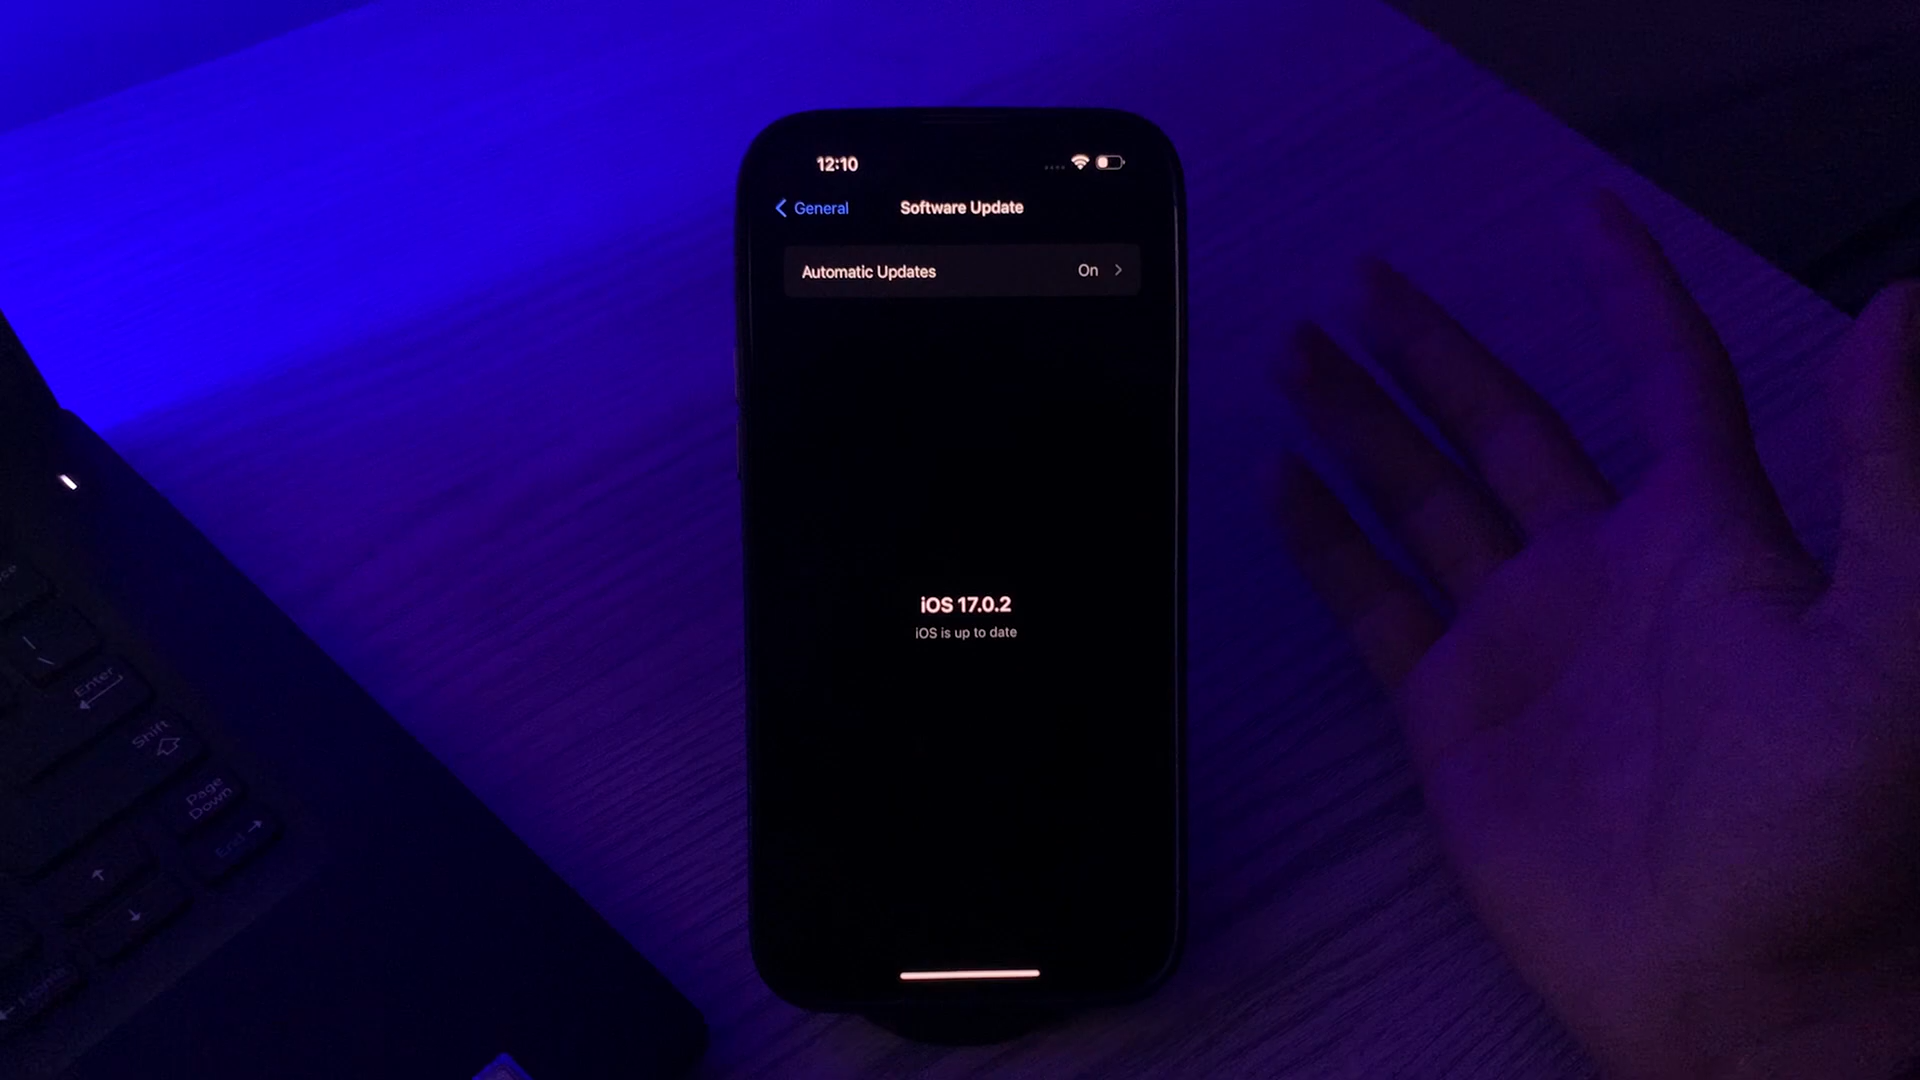 12:10
General
Software Update
Automatic Updates On
iOS 17.0.2
iOS is up to date
Enter
Shift
Page
Down
End
Home